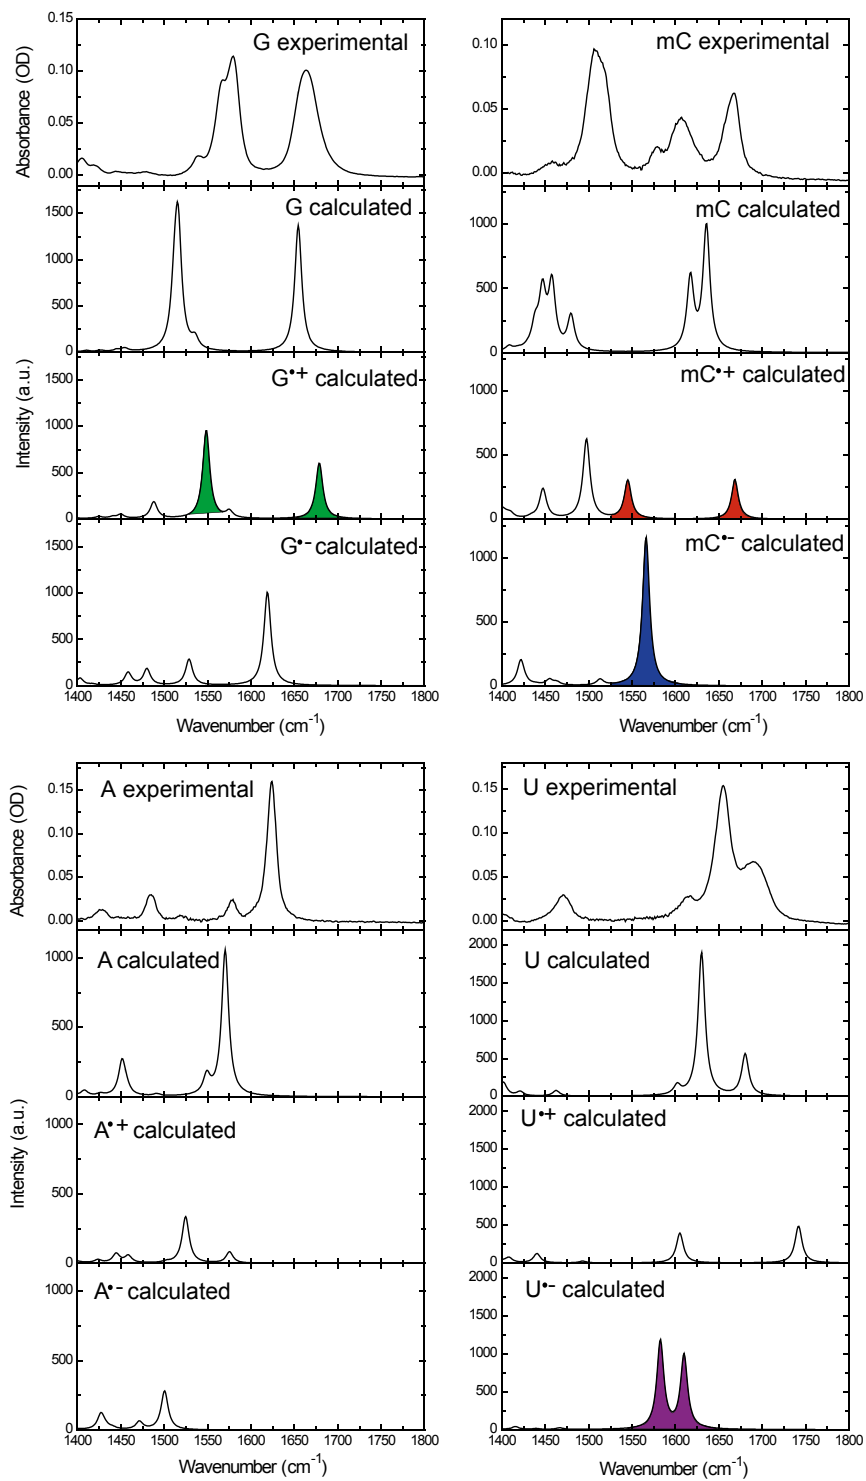 G experimental
0.15
0.10
0.05
0.00
Absorbance (OD)
G calculated
1500
1000
500
0
G•+ calculated
1500
1000
500
0
Intensity (a.u.)
G•- calculated
1500
1000
500
0
1400 1450 1500 1550 1600 1650 1700 1750 1800
Wavenumber (cm-1)
mC experimental
0.10
0.05
0.00
mC calculated
1000
500
0
mC•+ calculated
1000
500
0
mC•- calculated
1000
500
0
1400 1450 1500 1550 1600 1650 1700 1750 1800
Wavenumber (cm-1)
A experimental
0.15
0.10
0.05
0.00
Absorbance (OD)
A calculated
1000
500
0
A•+ calculated
1000
500
0
Intensity (a.u.)
A•- calculated
1000
500
0
1400 1450 1500 1550 1600 1650 1700 1750 1800
Wavenumber (cm-1)
U experimental
0.15
0.10
0.05
0.00
U calculated
2000
1500
1000
500
0
U•+ calculated
2000
1500
1000
500
0
U•- calculated
2000
1500
1000
500
0
1400 1450 1500 1550 1600 1650 1700 1750 1800
Wavenumber (cm-1)